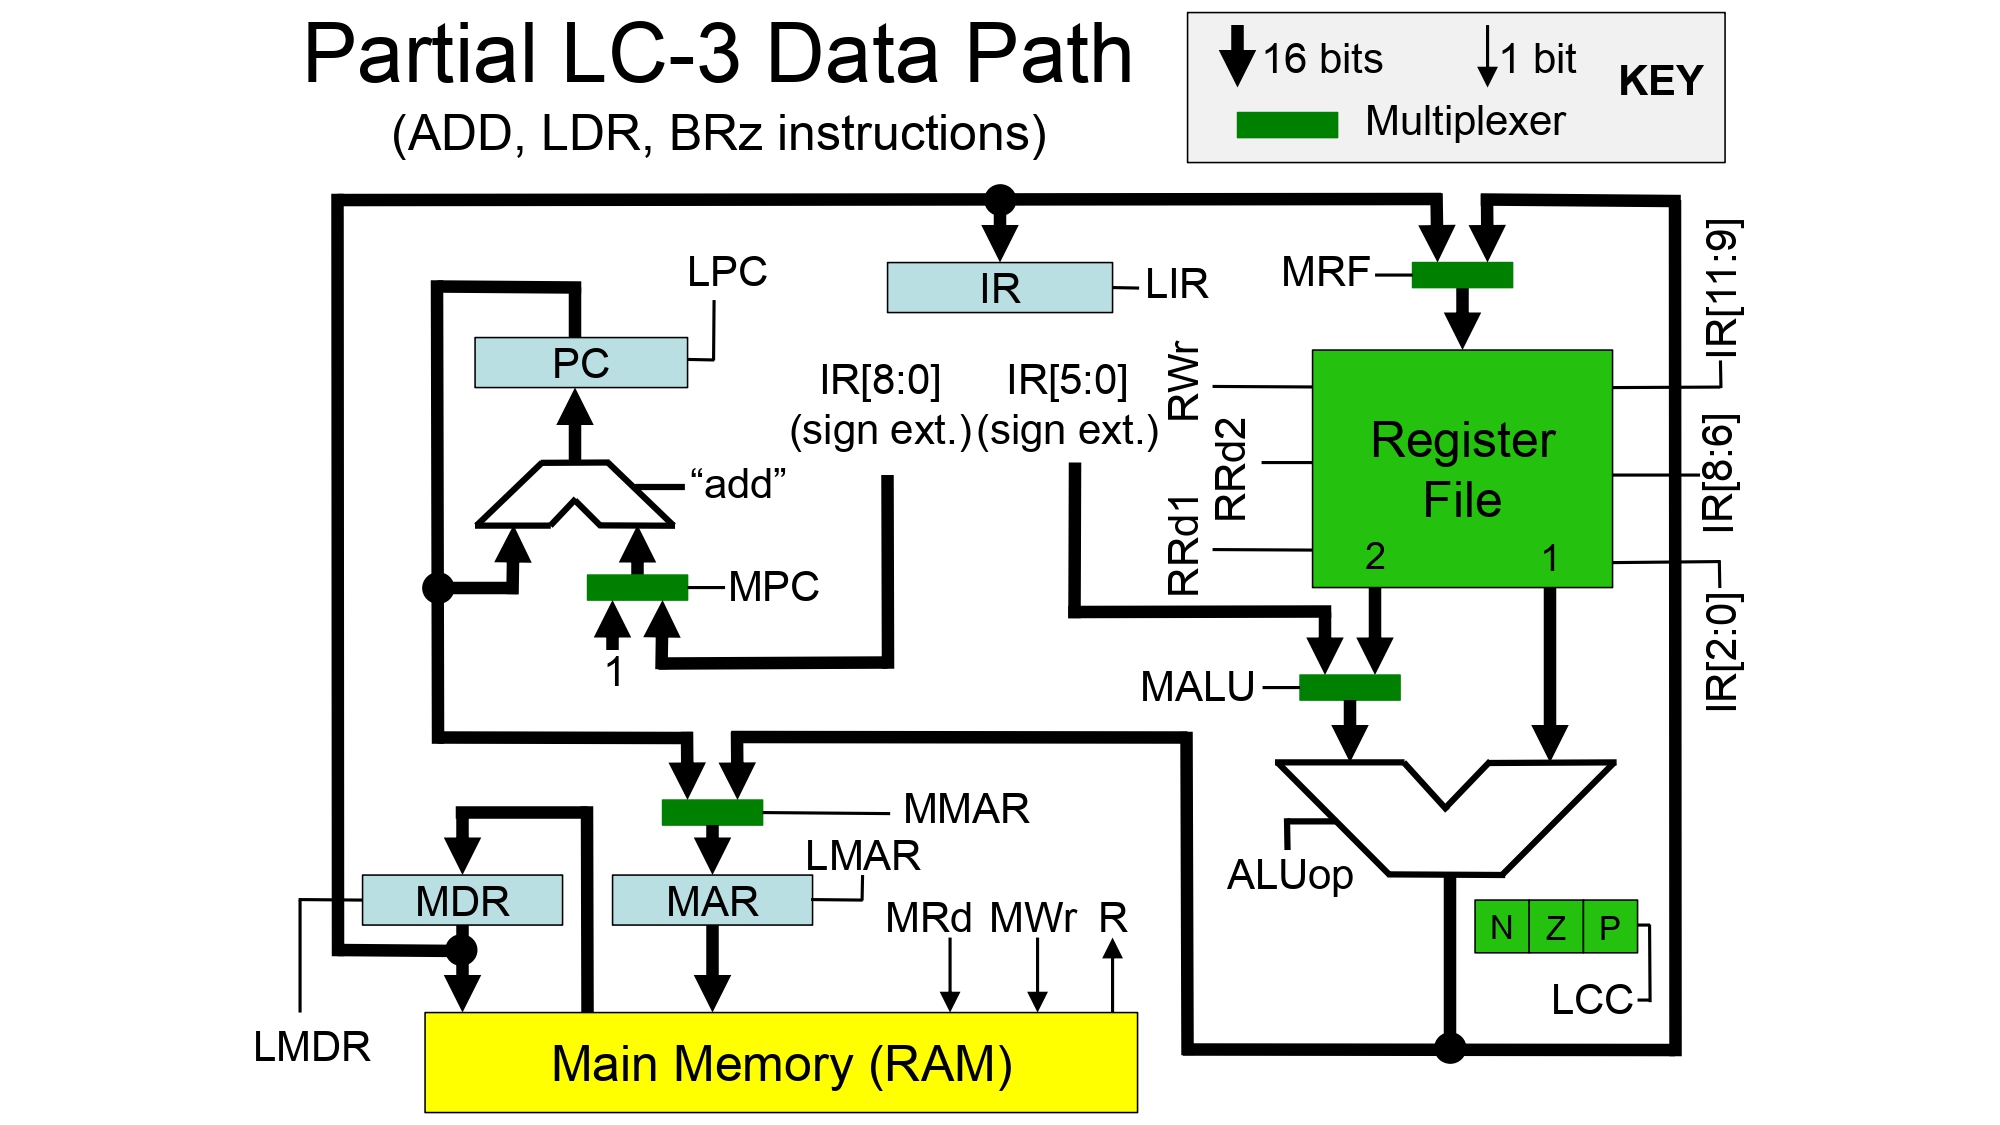 Partial LC-3 Data Path
(ADD, LDR, BRz instructions)
16 bits
1 bit
KEY
Multiplexer
LPC
IR
LIR
MRF
IR[11:9]
PC
IR[8:0]
(sign ext.)
IR[5:0]
(sign ext.)
RWr
RRd2
RRd1
Register
File
2
1
IR[8:6]
IR[2:0]
“add”
MPC
1
MALU
MMAR
LMAR
ALUop
MDR
MAR
MRd
MWr
R
N
Z
P
LCC
LMDR
Main Memory (RAM)